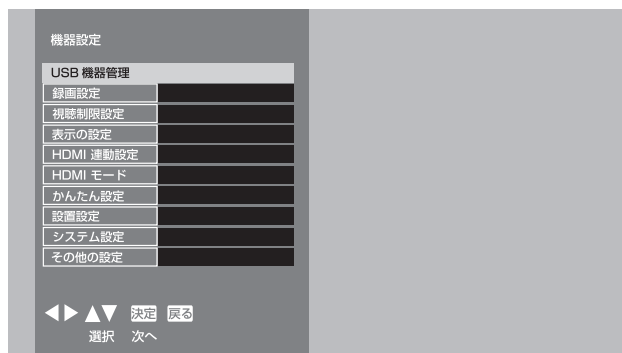 機器設定
USB 機器管理
録画設定
視聴制限設定
表示の設定
HDMI 連動設定
HDMI モード
かんたん設定
設置設定
システム設定
その他の設定
決定 戻る
選択 次へ